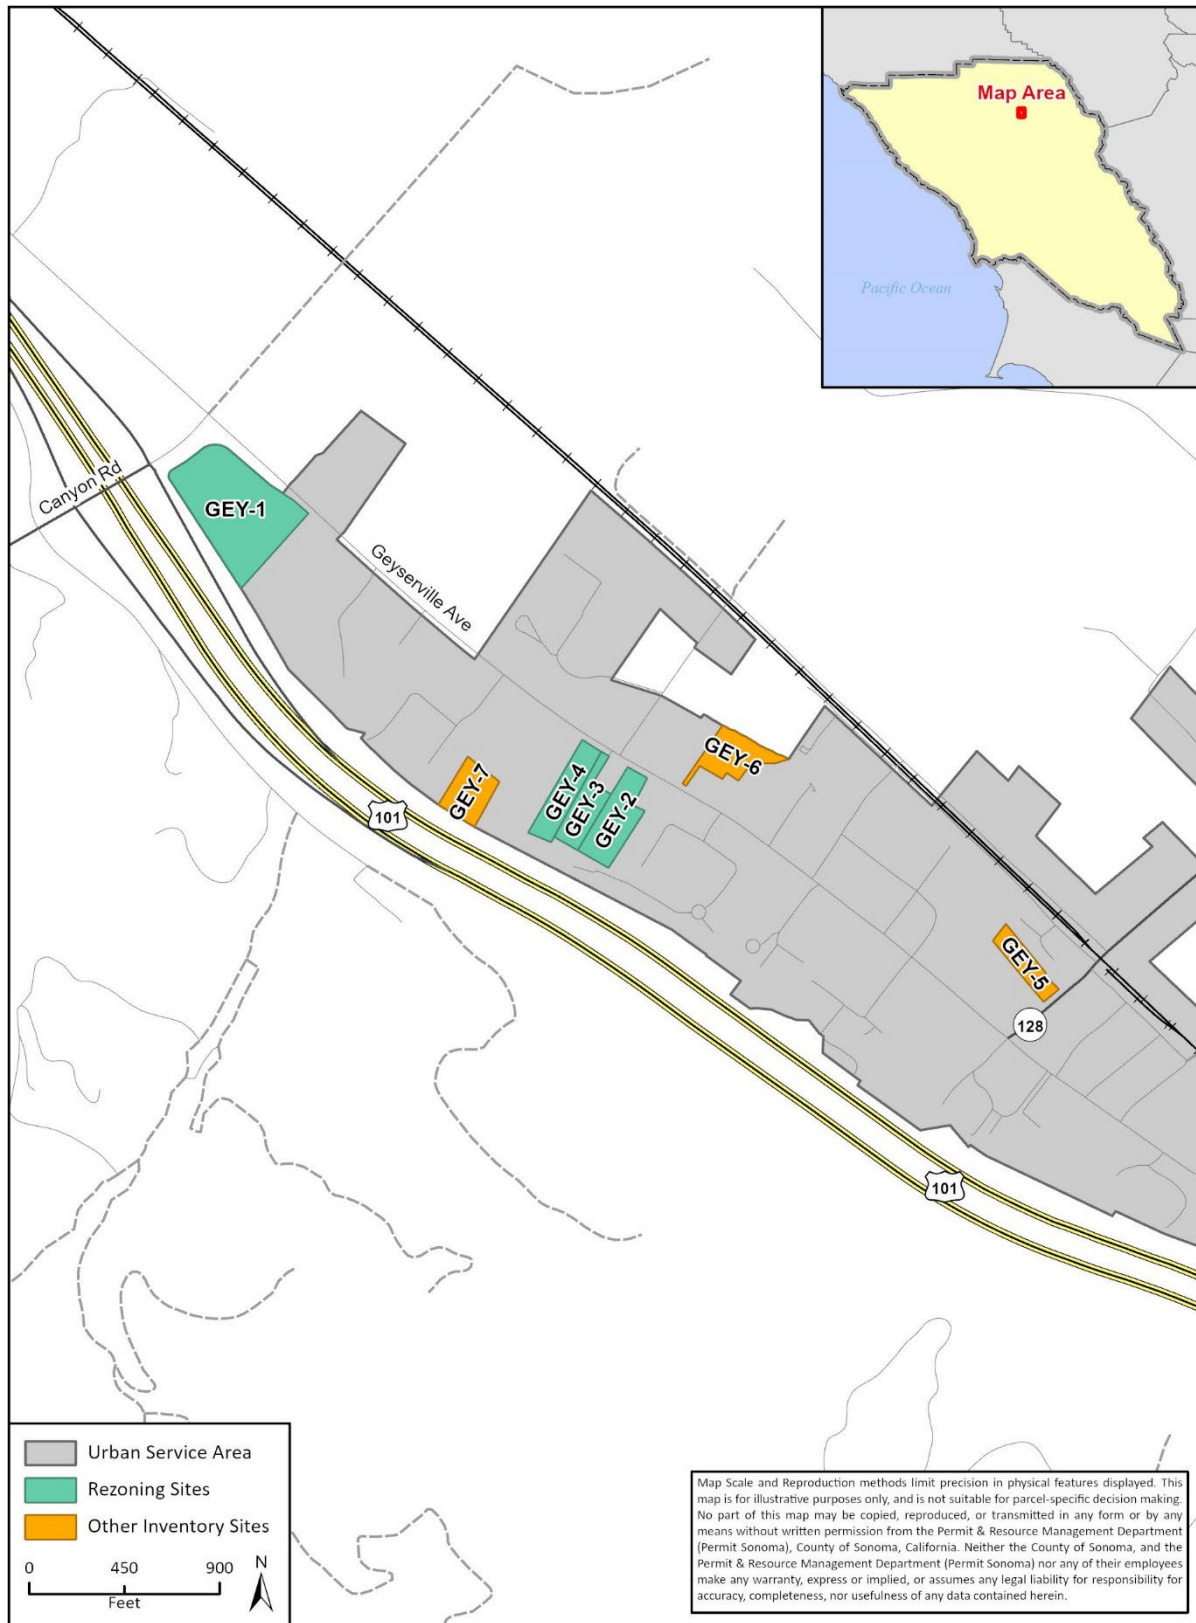 Map Area
Pacific Ocean
Canyon Rd
GEY-1
Geyserville Ave
GEY-6
GEY-7
GEY-4
GEY-3
GEY-2
101
GEY-5
128
101
Urban Service Area
Rezoning Sites
Other Inventory Sites
0 450 900
Feet
N
Map Scale and Reproduction methods limit precision in physical features displayed. This
map is for illustrative purposes only, and is not suitable for parcel-specific decision making.
No part of this map may be copied, reproduced, or transmitted in any form or by any
means without written permission from the Permit & Resource Management Department
(Permit Sonoma), County of Sonoma, California. Neither the County of Sonoma, and the
Permit & Resource Management Department (Permit Sonoma) nor any of their employees
make any warranty, express or implied, or assumes any legal liability for responsibility for
accuracy, completeness, nor usefulness of any data contained herein.